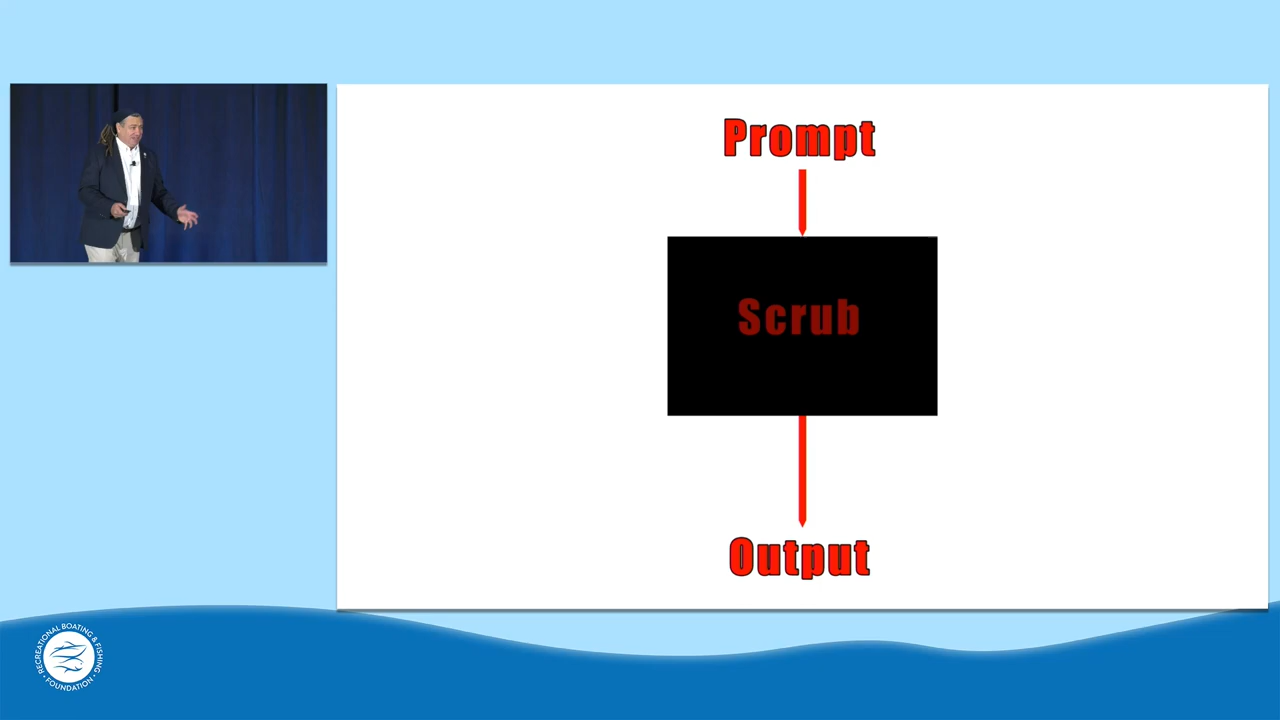 Prompt
Scrub
Output
RECREATIONAL BOATING & FISHING
• FOUNDATION •